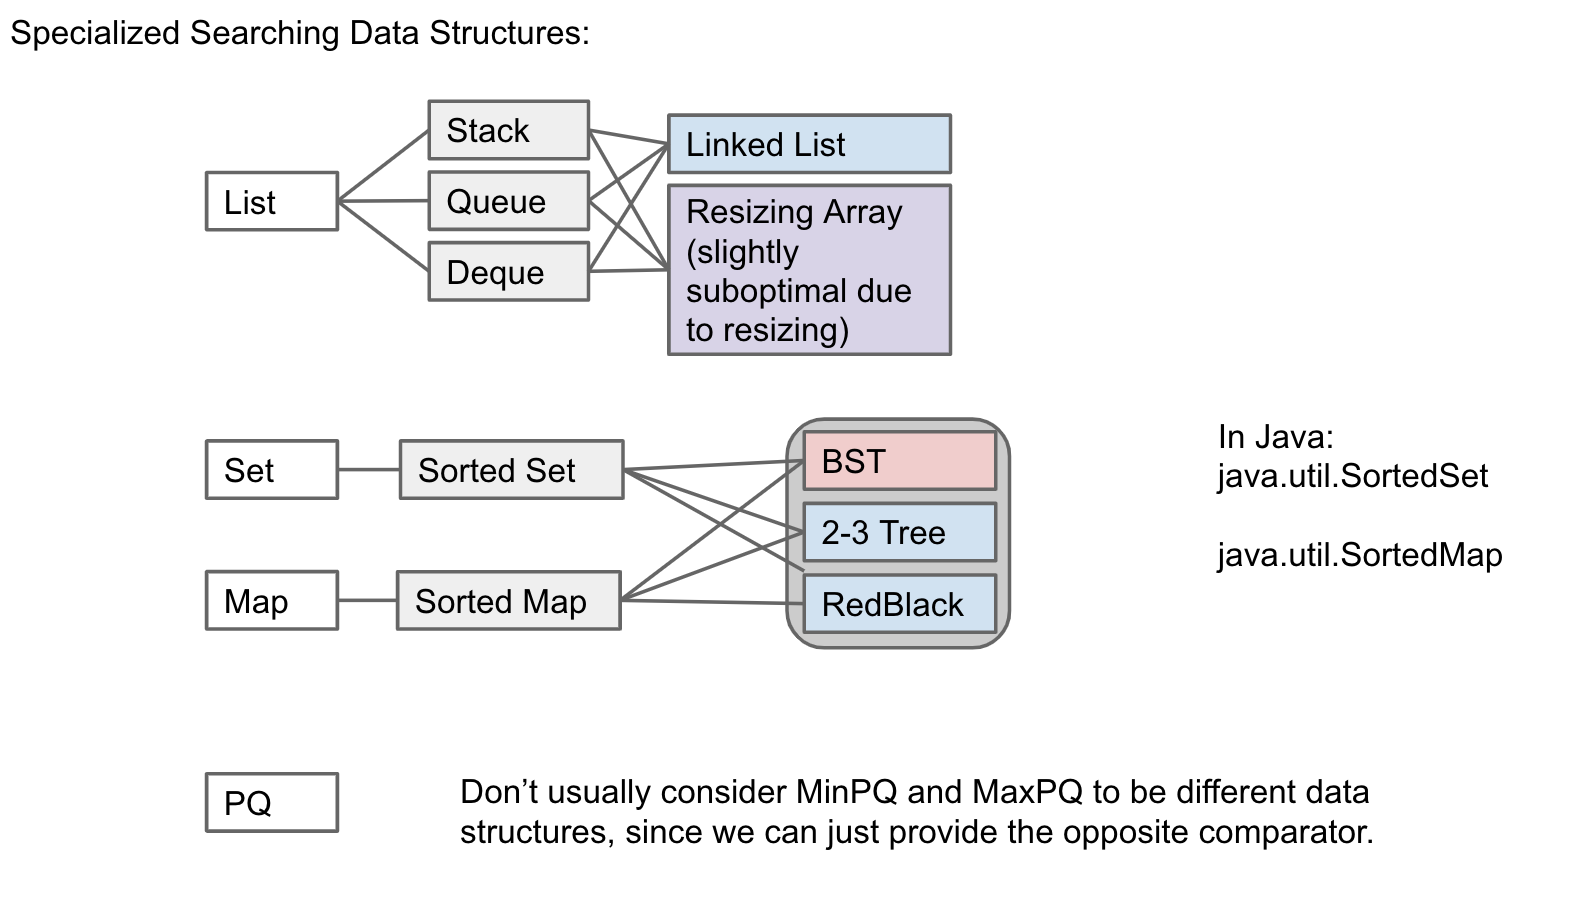 Specialized Searching Data Structures:
Stack
Linked List
List
Queue
Resizing Array
(slightly
suboptimal due
to resizing)
Deque
Set
Sorted Set
BST
2-3 Tree
Map
Sorted Map
RedBlack
In Java:
java.util.SortedSet
java.util.SortedMap
PQ
Don’t usually consider MinPQ and MaxPQ to be different data
structures, since we can just provide the opposite comparator.